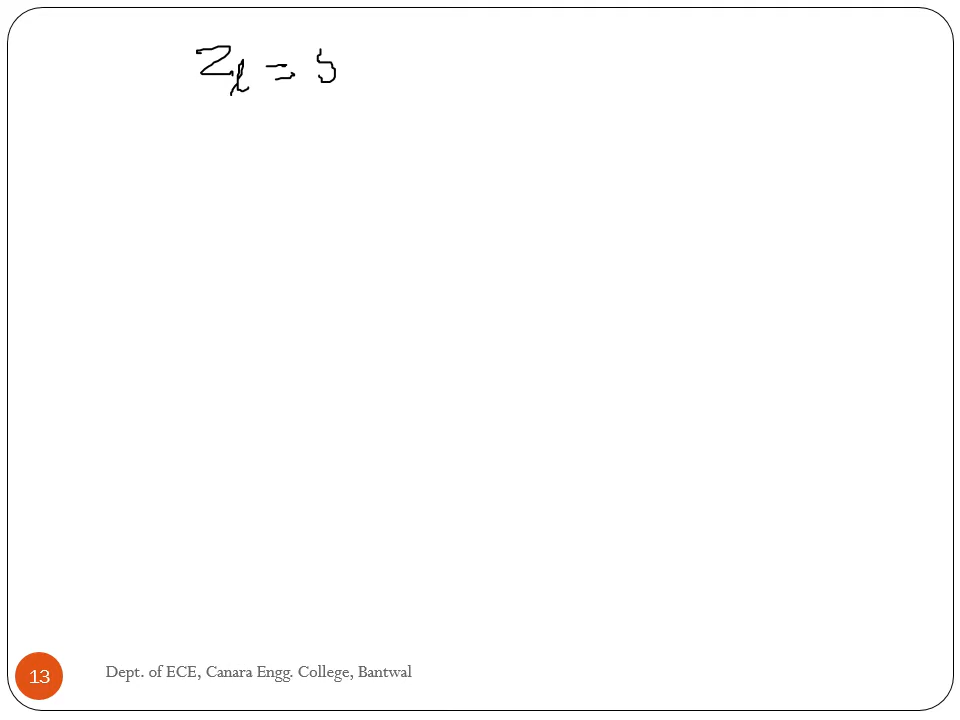 Zl = 5
13
Dept. of ECE, Canara Engg. College, Bantwal